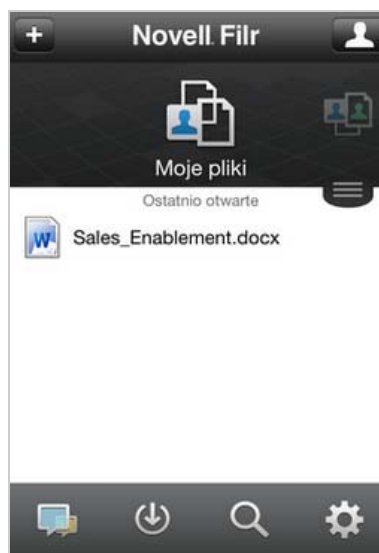 Novell Filr
Moje pliki
Ostatnio otwarte
W
Sales_Enablement.docx